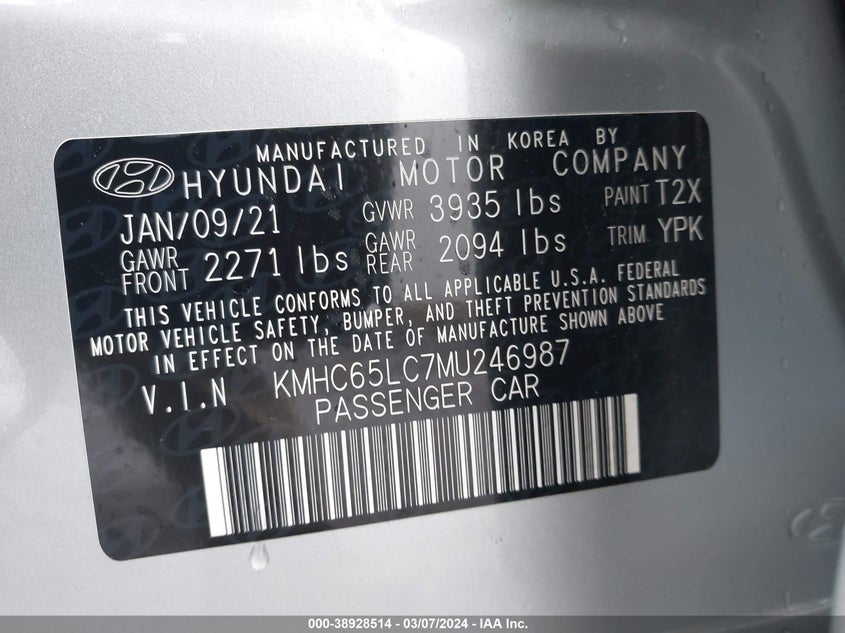 MANUFACTURED IN KOREA BY
HYUNDAI MOTOR COMPANY
JAN/09/21 GVWR 3935 lbs PAINT T2X
GAWR FRONT 2271 lbs GAWR REAR 2094 lbs TRIM YPK
THIS VEHICLE CONFORMS TO ALL APPLICABLE U.S.A. FEDERAL
MOTOR VEHICLE SAFETY, BUMPER, AND THEFT PREVENTION STANDARDS
IN EFFECT ON THE DATE OF MANUFACTURE SHOWN ABOVE
V.I.N KMHC65LC7MU246987
PASSENGER CAR
000-38928514 — 03/07/2024 — IAA Inc.